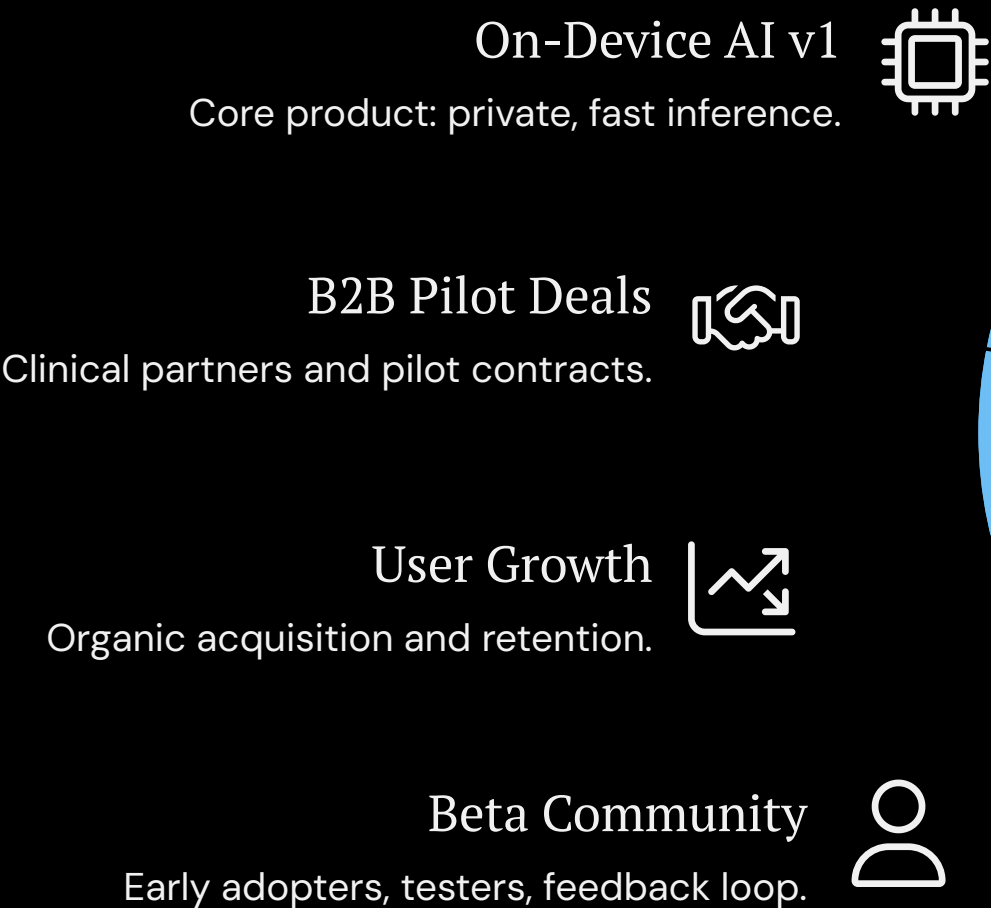 On-Device AI v1
Core product: private, fast inference.
B2B Pilot Deals
Clinical partners and pilot contracts.
User Growth
Organic acquisition and retention.
Beta Community
Early adopters, testers, feedback loop.